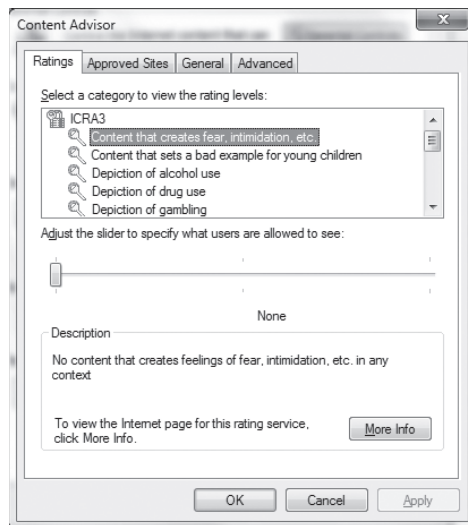 Content Advisor
Ratings
Approved Sites
General
Advanced
Select a category to view the rating levels:
ICRA3
Content that creates fear, intimidation, etc.
Content that sets a bad example for young children
Depiction of alcohol use
Depiction of drug use
Depiction of gambling
Adjust the slider to specify what users are allowed to see:
None
Description
No content that creates feelings of fear, intimidation, etc. in any
context
To view the Internet page for this rating service,
click More Info.
More Info
OK
Cancel
Apply